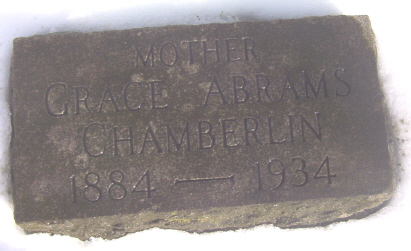 MOTHER
GRACE ABRAMS
CHAMBERLIN
1884 — 1934